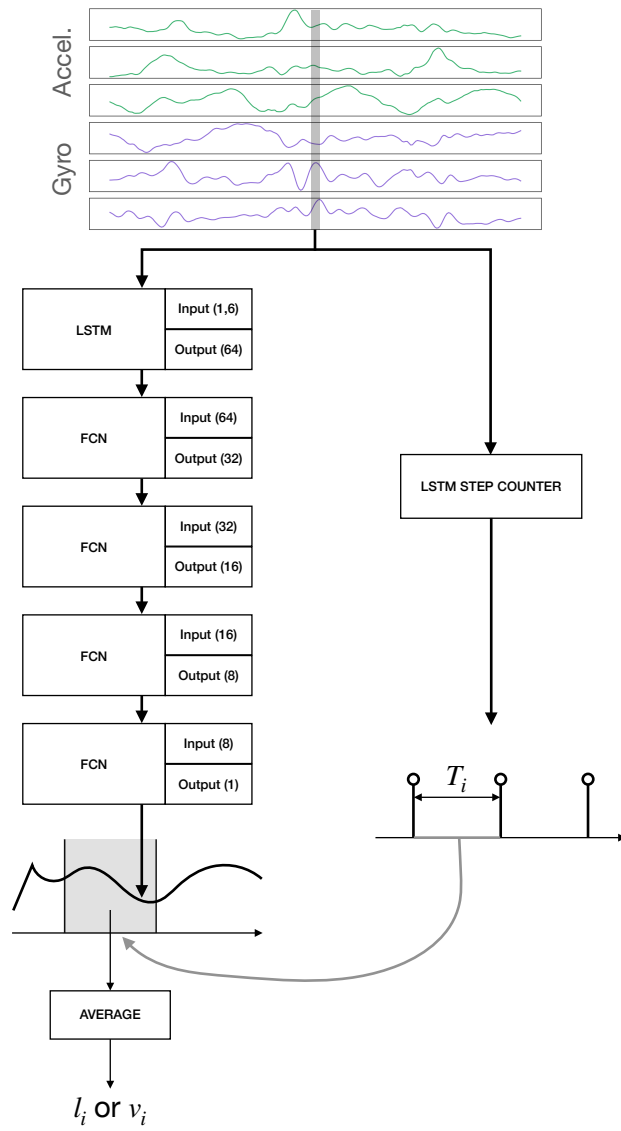 Accel.
Gyro
LSTM
Input (1,6)
Output (64)
FCN
Input (64)
Output (32)
LSTM STEP COUNTER
FCN
Input (32)
Output (16)
FCN
Input (16)
Output (8)
FCN
Input (8)
Output (1)
T_i
AVERAGE
l_i or v_i